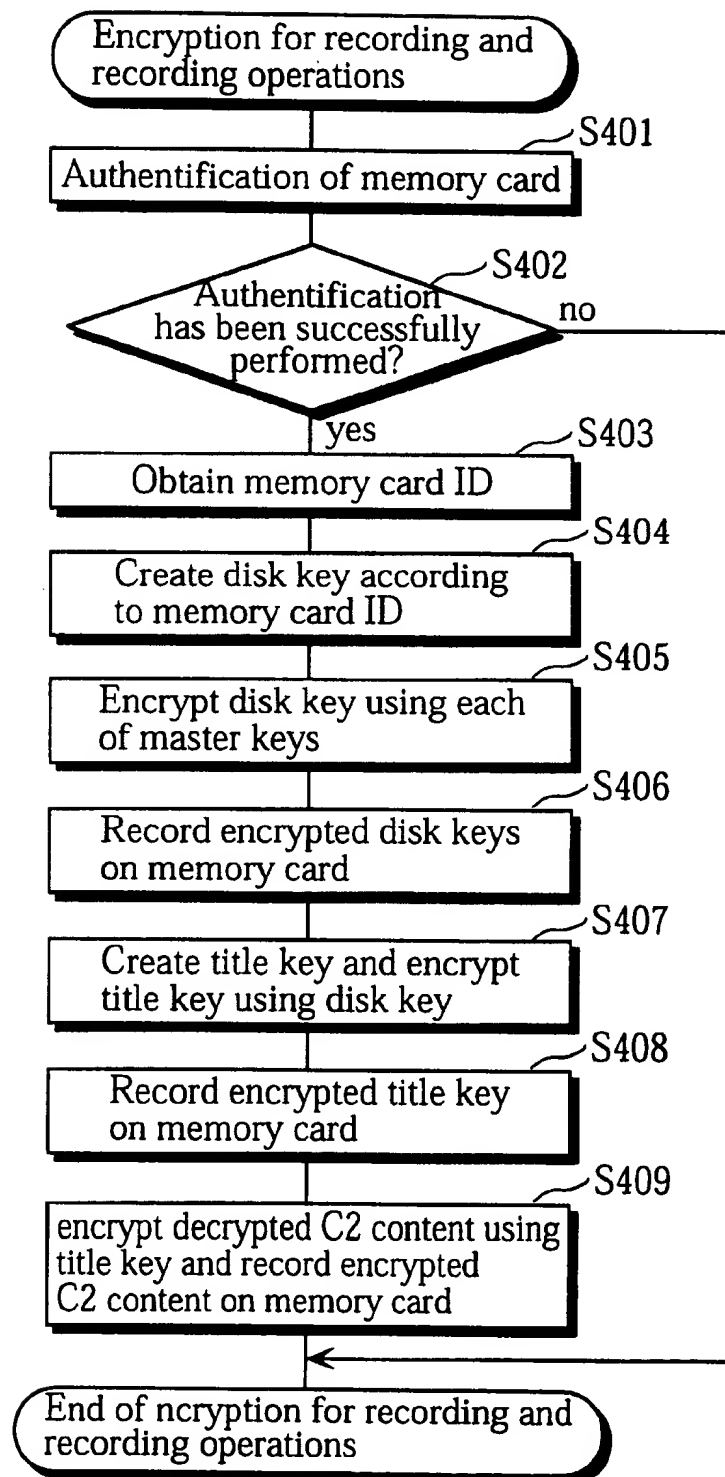 Encryption for recording and
recording operations
S401
Authentification of memory card
S402
Authentification
has been successfully
performed?
no
yes
S403
Obtain memory card ID
S404
Create disk key according
to memory card ID
S405
Encrypt disk key using each
of master keys
S406
Record encrypted disk keys
on memory card
S407
Create title key and encrypt
title key using disk key
S408
Record encrypted title key
on memory card
S409
encrypt decrypted C2 content using
title key and record encrypted
C2 content on memory card
End of ncryption for recording and
recording operations